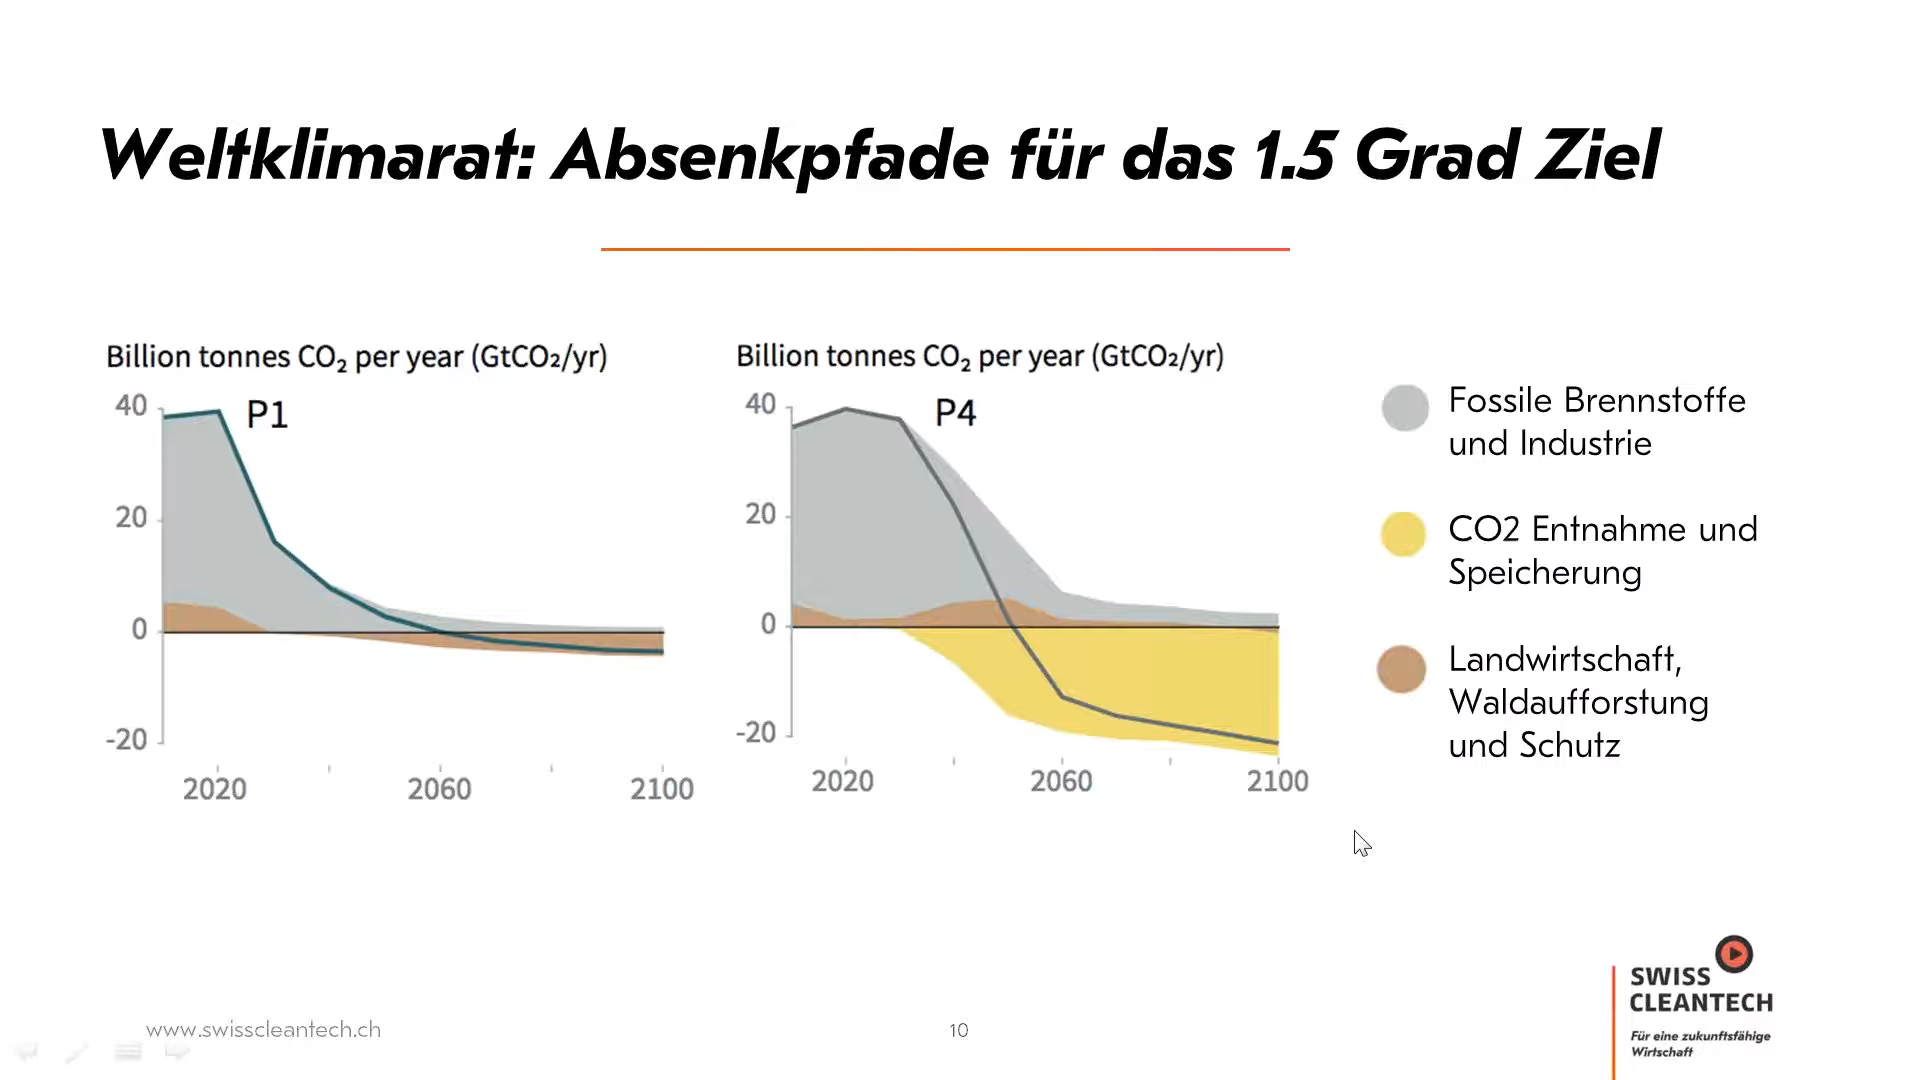 Weltklimarat: Absenkpfade für das 1.5 Grad Ziel
Billion tonnes CO₂ per year (GtCO₂/yr)
P1
40
20
0
-20
2020 2060 2100
Billion tonnes CO₂ per year (GtCO₂/yr)
P4
40
20
0
-20
2020 2060 2100
Fossile Brennstoffe
und Industrie
CO2 Entnahme und
Speicherung
Landwirtschaft,
Waldaufforstung
und Schutz
www.swisscleantech.ch
10
SWISS
CLEANTECH
Für eine zukunftsfähige
Wirtschaft